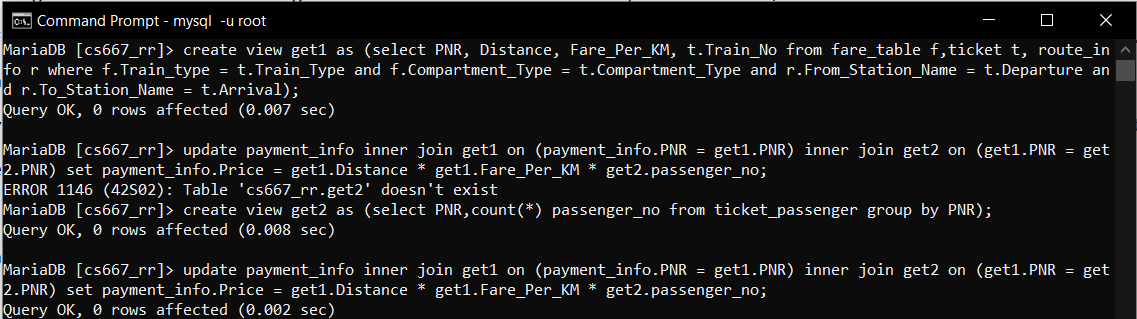 Command Prompt - mysql  -u root
MariaDB [cs667_rr]> create view get1 as (select PNR, Distance, Fare_Per_KM, t.Train_No from fare_table f,ticket t, route_in
fo r where f.Train_type = t.Train_Type and f.Compartment_Type = t.Compartment_Type and r.From_Station_Name = t.Departure an
d r.To_Station_Name = t.Arrival);
Query OK, 0 rows affected (0.007 sec)
MariaDB [cs667_rr]> update payment_info inner join get1 on (payment_info.PNR = get1.PNR) inner join get2 on (get1.PNR = get
2.PNR) set payment_info.Price = get1.Distance * get1.Fare_Per_KM * get2.passenger_no;
ERROR 1146 (42S02): Table 'cs667_rr.get2' doesn't exist
MariaDB [cs667_rr]> create view get2 as (select PNR,count(*) passenger_no from ticket_passenger group by PNR);
Query OK, 0 rows affected (0.008 sec)
MariaDB [cs667_rr]> update payment_info inner join get1 on (payment_info.PNR = get1.PNR) inner join get2 on (get1.PNR = get
2.PNR) set payment_info.Price = get1.Distance * get1.Fare_Per_KM * get2.passenger_no;
Query OK, 0 rows affected (0.002 sec)